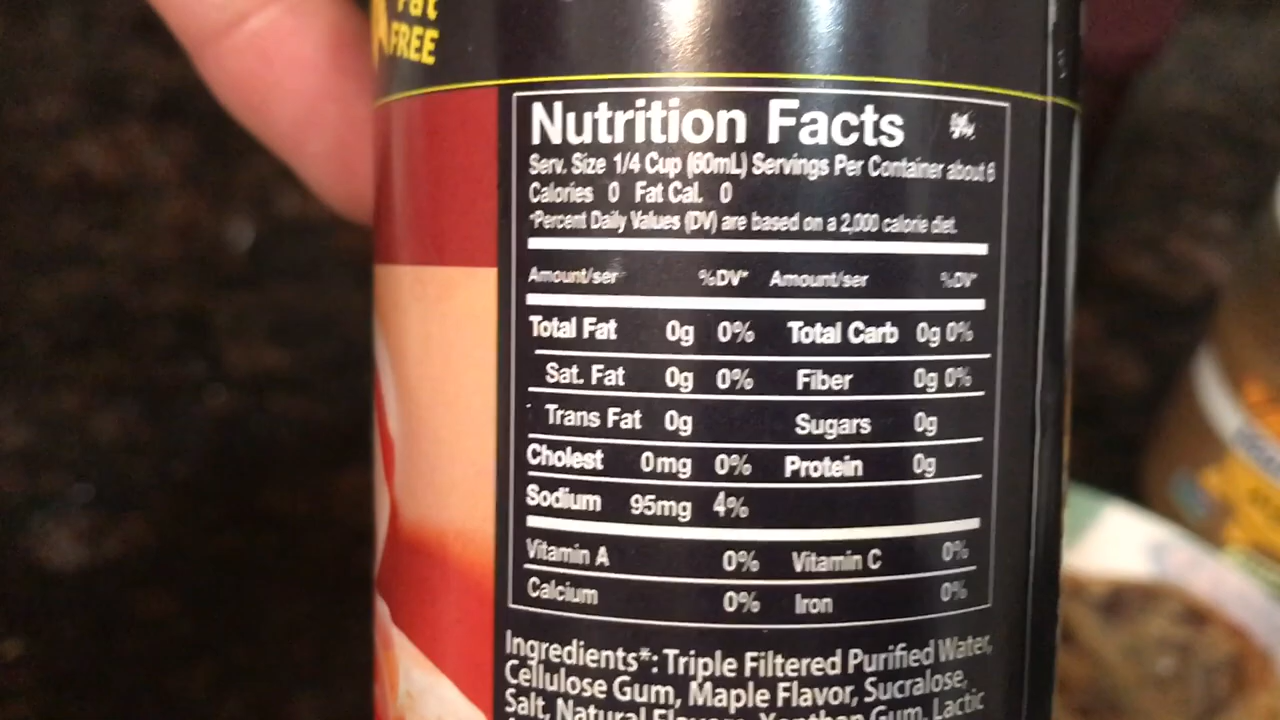 Fat
FREE
Nutrition Facts
Serv. Size 1/4 Cup (60mL) Servings Per Container about 6
Calories 0 Fat Cal. 0
*Percent Daily Values (DV) are based on a 2,000 calorie diet.
Amount/ser %DV* Amount/ser %DV*
Total Fat 0g 0% Total Carb 0g 0%
Sat. Fat 0g 0% Fiber 0g 0%
Trans Fat 0g Sugars 0g
Cholest 0mg 0% Protein 0g
Sodium 95mg 4%
Vitamin A 0% Vitamin C 0%
Calcium 0% Iron 0%
Ingredients*: Triple Filtered Purified Water,
Cellulose Gum, Maple Flavor, Sucralose,
Salt, Natural Flavors, Xanthan Gum, Lactic